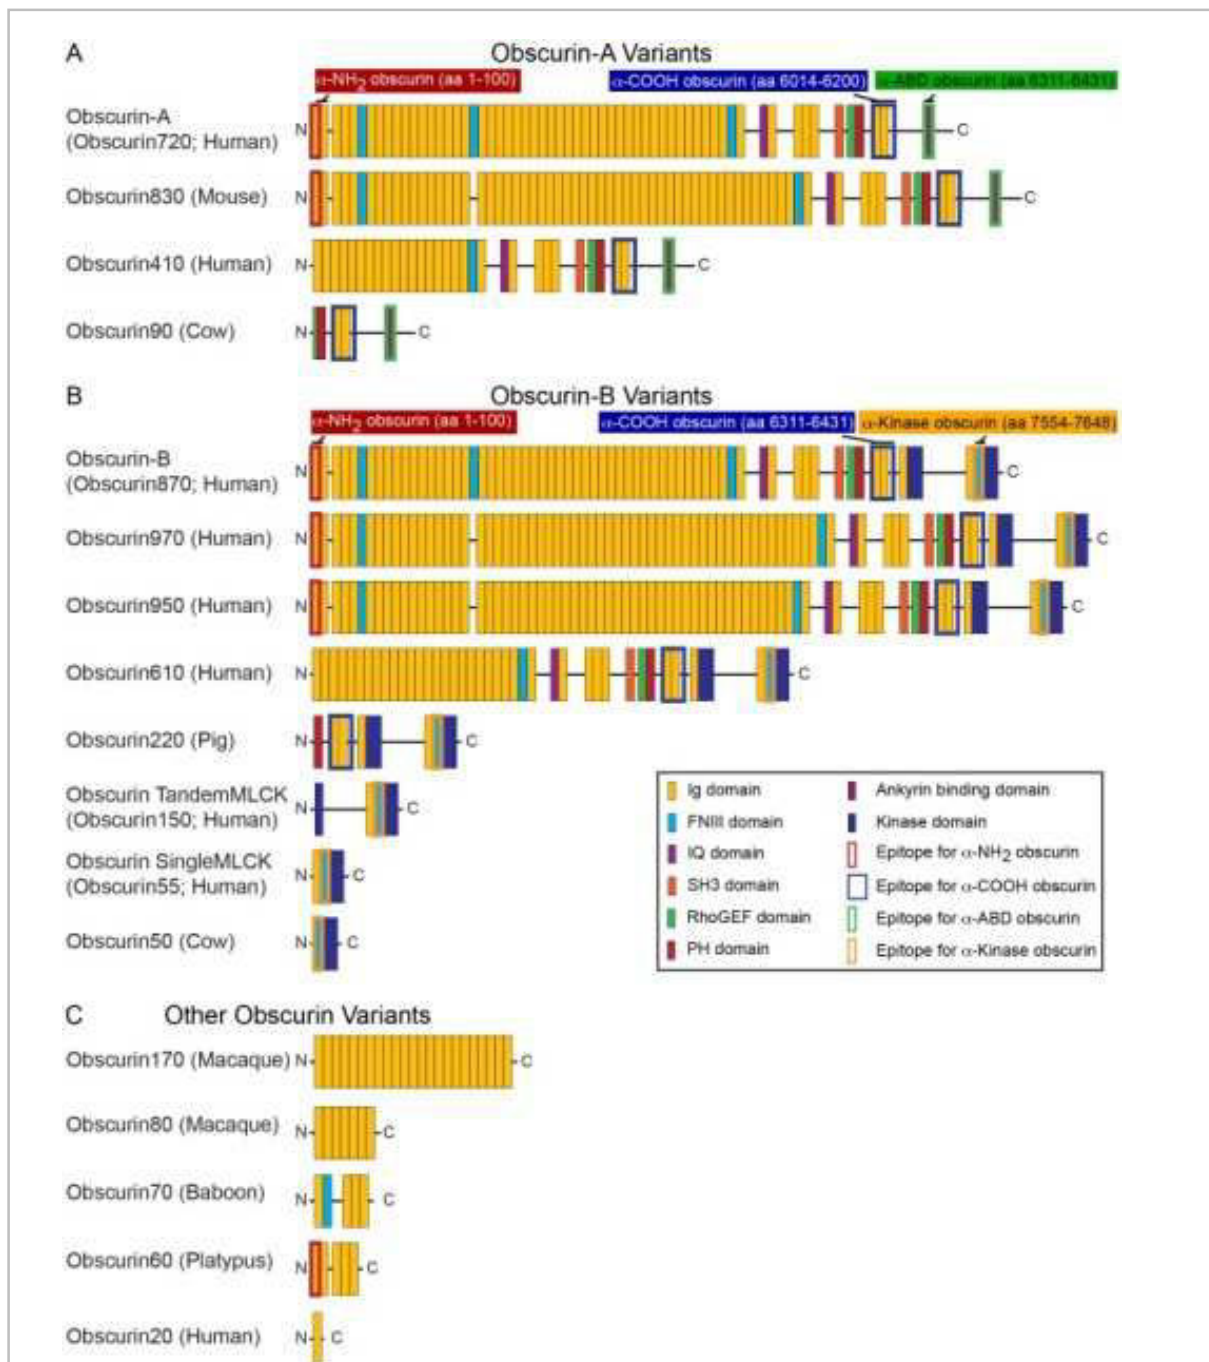 A Obscurin-A Variants
α-NH2 obscurin (aa 1-100) α-COOH obscurin (aa 6014-6200) α-ABD obscurin (aa 6311-6431)
Obscurin-A
(Obscurin720; Human) N C
Obscurin830 (Mouse) N C
Obscurin410 (Human) N C
Obscurin90 (Cow) N C
B Obscurin-B Variants
α-NH2 obscurin (aa 1-100) α-COOH obscurin (aa 6311-6431) α-Kinase obscurin (aa 7554-7648)
Obscurin-B
(Obscurin870; Human) N C
Obscurin970 (Human) N C
Obscurin950 (Human) N C
Obscurin610 (Human) N C
Obscurin220 (Pig) N C
Obscurin TandemMLCK
(Obscurin150; Human) N C
Obscurin SingleMLCK
(Obscurin55; Human) N C
Obscurin50 (Cow) N C
Ig domain
FNIII domain
IQ domain
SH3 domain
RhoGEF domain
PH domain
Ankyrin binding domain
Kinase domain
Epitope for α-NH2 obscurin
Epitope for α-COOH obscurin
Epitope for α-ABD obscurin
Epitope for α-Kinase obscurin
C Other Obscurin Variants
Obscurin170 (Macaque) N C
Obscurin80 (Macaque) N C
Obscurin70 (Baboon) N C
Obscurin60 (Platypus) N C
Obscurin20 (Human) N C